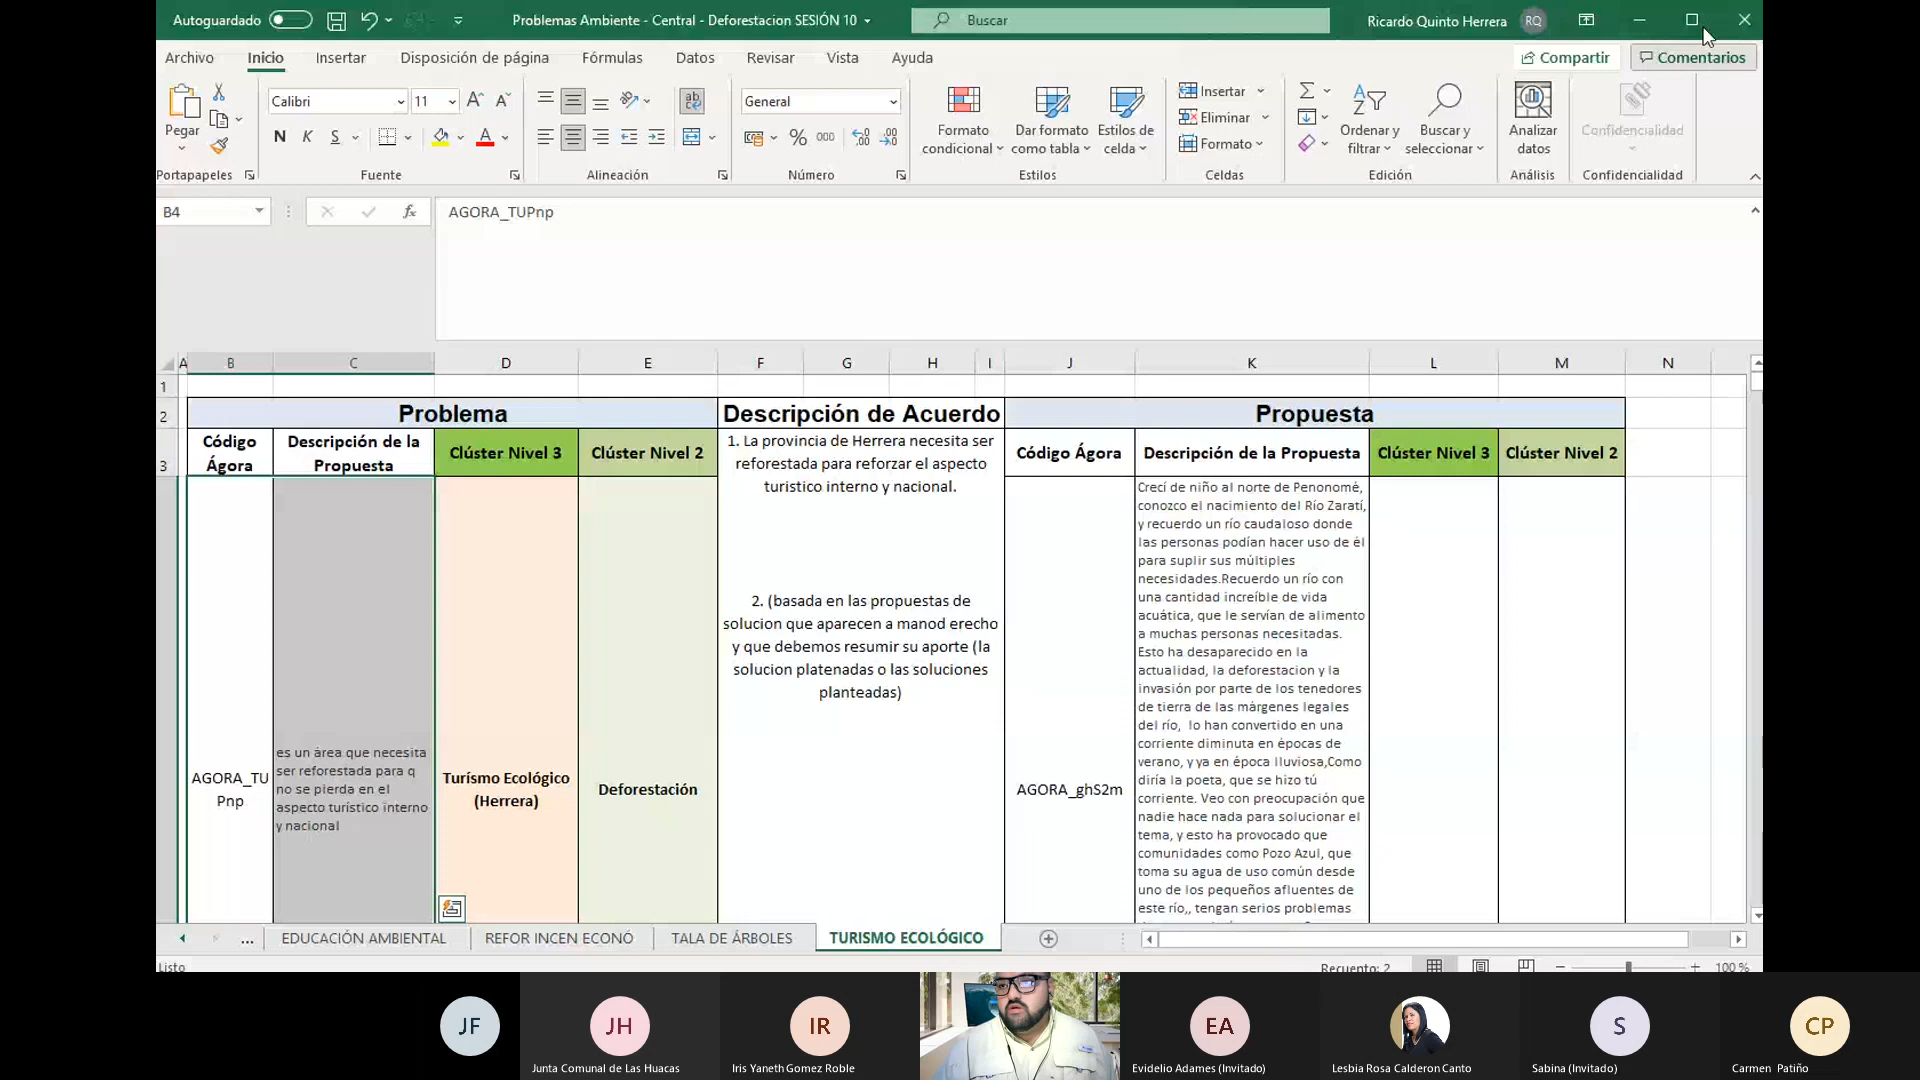 Autoguardado
Problemas Ambiente - Central - Deforestacion SESIÓN 10
Buscar
Ricardo Quinto Herrera
RQ
Archivo
Inicio
Insertar
Disposición de página
Fórmulas
Datos
Revisar
Vista
Ayuda
Compartir
Comentarios
Pegar
Calibri
11
N K S
General
Formato condicional
Dar formato como tabla
Estilos de celda
Insertar
Eliminar
Formato
Ordenar y filtrar
Buscar y seleccionar
Analizar datos
Confidencialidad
Portapapeles
Fuente
Alineación
Número
Estilos
Celdas
Edición
Análisis
Confidencialidad
B4
fx
AGORA_TUPnp
A B C D E F G H I J K L M N
1
2
3
Problema
Descripción de Acuerdo
Propuesta
Código
Ágora
Descripción de la
Propuesta
Clúster Nivel 3
Clúster Nivel 2
1. La provincia de Herrera necesita ser
reforestada para reforzar el aspecto
turistico interno y nacional.
2. (basada en las propuestas de
solucion que aparecen a manod erecho
y que debemos resumir su aporte (la
solucion platenadas o las soluciones
planteadas)
Código Ágora
Descripción de la Propuesta
Clúster Nivel 3
Clúster Nivel 2
AGORA_TU
Pnp
es un área que necesita
ser reforestada para q
no se pierda en el
aspecto turístico interno
y nacional
Turísmo Ecológico
(Herrera)
Deforestación
AGORA_ghS2m
Crecí de niño al norte de Penonomé,
conozco el nacimiento del Río Zaratí,
y recuerdo un río caudaloso donde
las personas podían hacer uso de él
para suplir sus múltiples
necesidades.Recuerdo un río con
una cantidad increíble de vida
acuática, que le servían de alimento
a muchas personas necesitadas.
Esto ha desaparecido en la
actualidad, la deforestacion y la
invasión por parte de los tenedores
de tierra de las márgenes legales
del río, lo han convertido en una
corriente diminuta en épocas de
verano, y ya en época lluviosa,Como
diría la poeta, que se hizo tú
corriente. Veo con preocupación que
nadie hace nada para solucionar el
tema, y esto ha provocado que
comunidades como Pozo Azul, que
toma su agua de uso común desde
uno de los pequeños afluentes de
este río,, tengan serios problemas
...
EDUCACIÓN AMBIENTAL
REFOR INCEN ECONÓ
TALA DE ÁRBOLES
TURISMO ECOLÓGICO
Listo
Recuento: 2
100 %
JF
JH
IR
EA
S
CP
Junta Comunal de Las Huacas
Iris Yaneth Gomez Roble
Evidelio Adames (Invitado)
Lesbia Rosa Calderon Canto
Sabina (Invitado)
Carmen Patiño